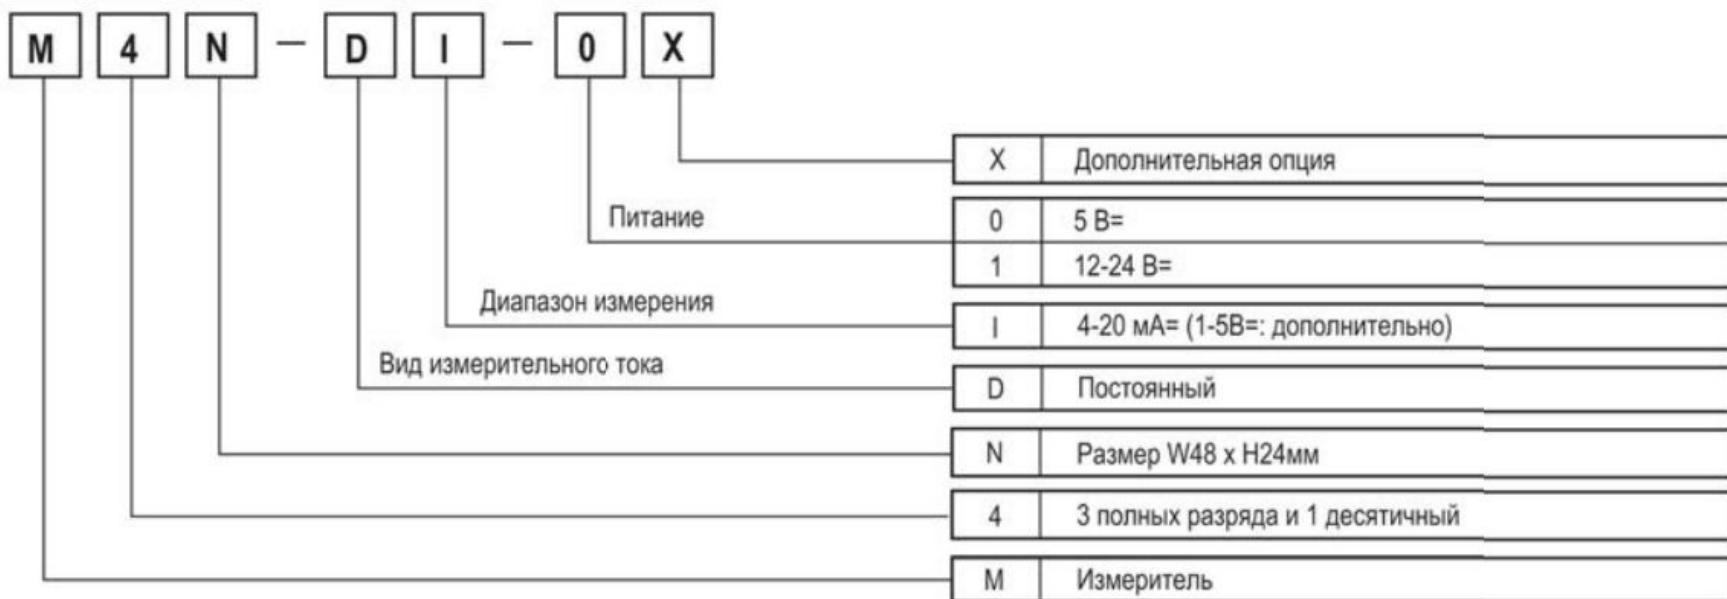 M 4 N - D I - 0 X
X Дополнительная опция
Питание
0 5 В=
1 12-24 В=
Диапазон измерения
I 4-20 мА= (1-5В=: дополнительно)
Вид измерительного тока
D Постоянный
N Размер W48 x H24мм
4 3 полных разряда и 1 десятичный
M Измеритель